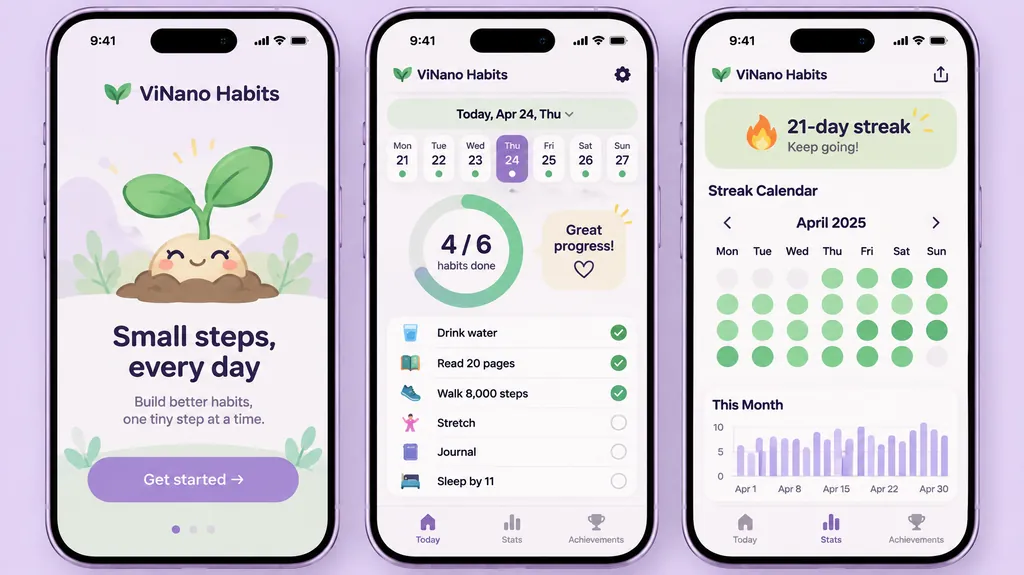 9:41
ViNano Habits
Small steps,
every day
Build better habits,
one tiny step at a time.
Get started →
9:41
ViNano Habits
Today, Apr 24, Thu
Mon Tue Wed Thu Fri Sat Sun
21 22 23 24 25 26 27
4 / 6
habits done
Great
progress!
Drink water
Read 20 pages
Walk 8,000 steps
Stretch
Journal
Sleep by 11
Today Stats Achievements
9:41
ViNano Habits
21-day streak
Keep going!
Streak Calendar
April 2025
Mon Tue Wed Thu Fri Sat Sun
This Month
10
5
0
Apr 1 Apr 8 Apr 15 Apr 22 Apr 30
Today Stats Achievements